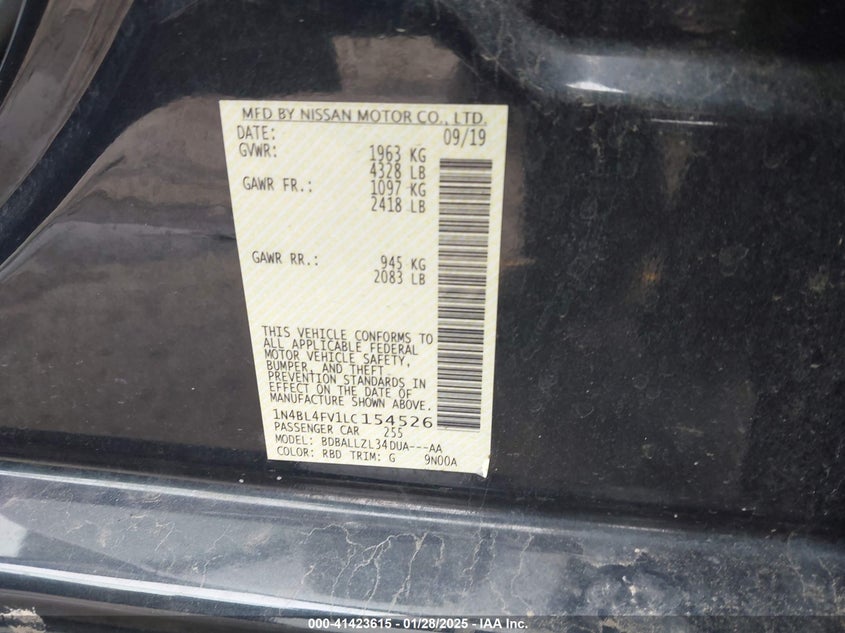 MFD BY NISSAN MOTOR CO., LTD.
DATE: 09/19
GVWR: 1963 KG
4328 LB
GAWR FR.: 1097 KG
2418 LB
GAWR RR.: 945 KG
2083 LB
THIS VEHICLE CONFORMS TO
ALL APPLICABLE FEDERAL
MOTOR VEHICLE SAFETY,
BUMPER, AND THEFT
PREVENTION STANDARDS IN
EFFECT ON THE DATE OF
MANUFACTURE SHOWN ABOVE.
1N4BL4FV1LC154526
PASSENGER CAR 255
MODEL: BDBALLZL34DUA---AA
COLOR: RBD TRIM: G 9N00A
000-41423615 - 01/28/2025 - IAA Inc.